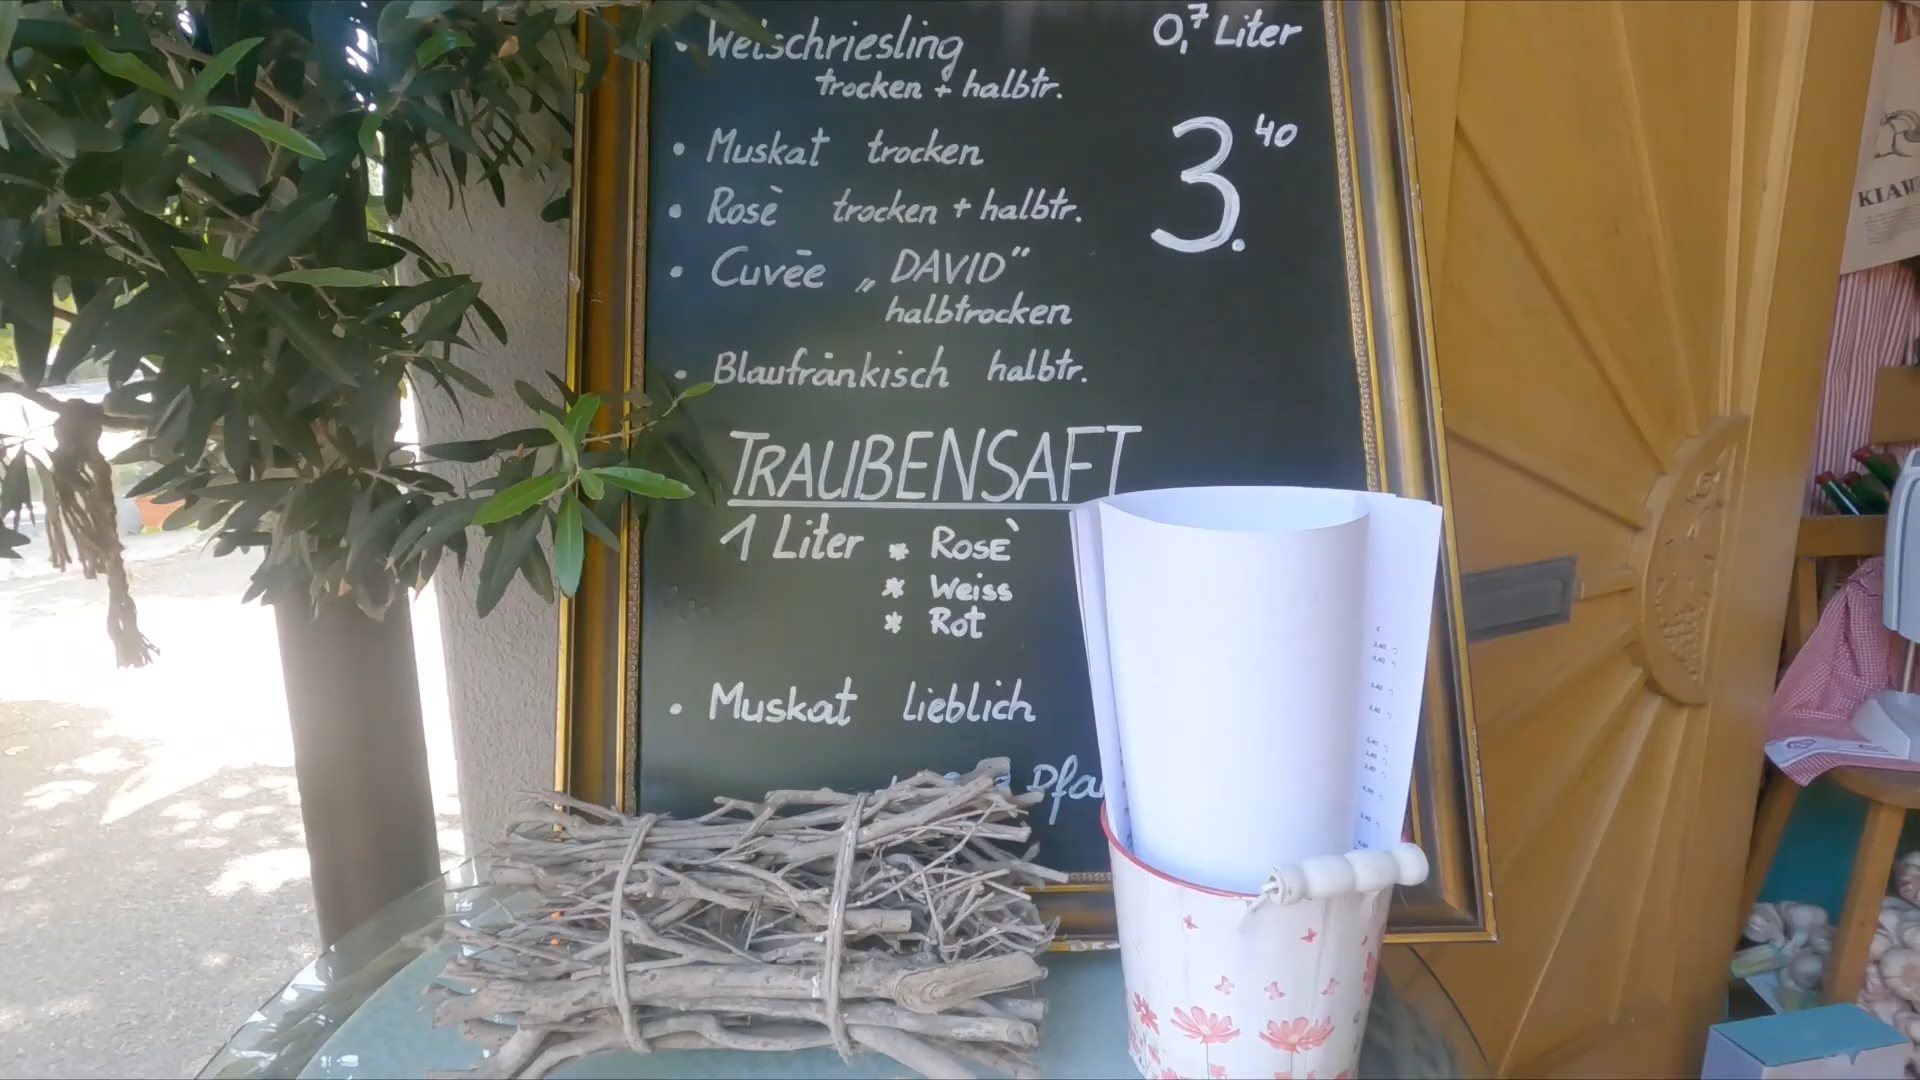 • Welschriesling 0,7 Liter
trocken + halbtr.
• Muskat trocken 3.40
• Rosè trocken + halbtr.
• Cuvēe „DAVID"
halbtrocken
• Blaufränkisch halbtr.
TRAUBENSAFT
1 Liter * Rosè
* Weiss
* Rot
• Muskat Lieblich